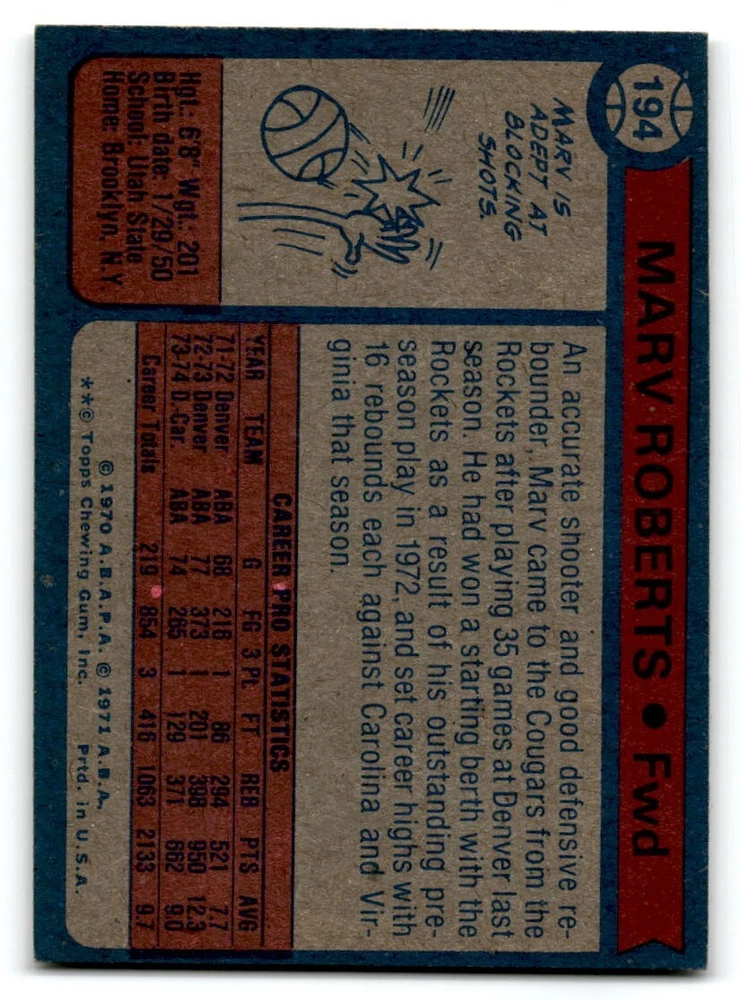 194
MARV ROBERTS • Fwd
MARV IS
ADEPT AT
BLOCKING
SHOTS.
Hgt.: 6'8" Wgt.: 201
Birth date: 1/29/50
School: Utah State
Home: Brooklyn, N.Y.
An accurate shooter and good defensive re-
bounder, Marv came to the Cougars from the
Rockets after playing 35 games at Denver last
season. He had won a starting berth with the
Rockets as a result of his outstanding pre-
season play in 1972, and set career highs with
16 rebounds each against Carolina and Vir-
ginia that season.
CAREER PRO STATISTICS
YEAR TEAM G FG 3 PL FT REB PTS AVG
71-72 Denver ABA 68 216 1 86 294 521 7.7
72-73 Denver ABA 77 373 1 201 398 950 12.3
73-74 D-Car. ABA 74 265 1 129 371 662 9.0
Career Totals 219 854 3 416 1063 2133 9.7
© 1970 A.B.A.P.A. © 1971 A.B.A.
**© Topps Chewing Gum, Inc. Prtd. in U.S.A.